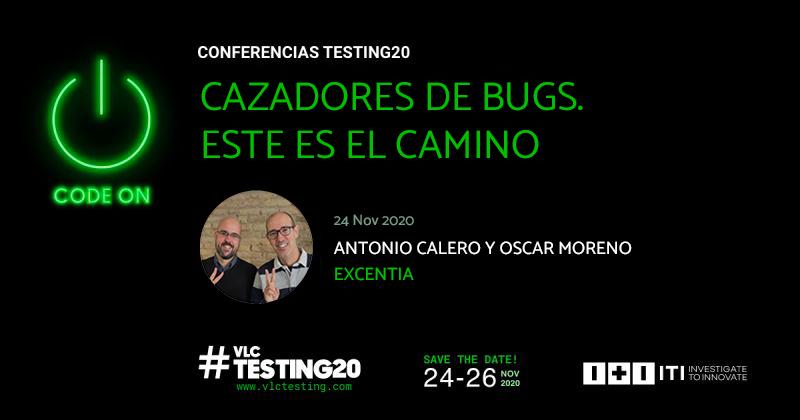 CONFERENCIAS TESTING20
CAZADORES DE BUGS.
ESTE ES EL CAMINO
CODE ON
24 Nov 2020
ANTONIO CALERO Y OSCAR MORENO
EXCENTIA
#VLC
TESTING20
www.vlctesting.com
SAVE THE DATE!
24-26 NOV
2020
ITI ITI INVESTIGATE
TO INNOVATE